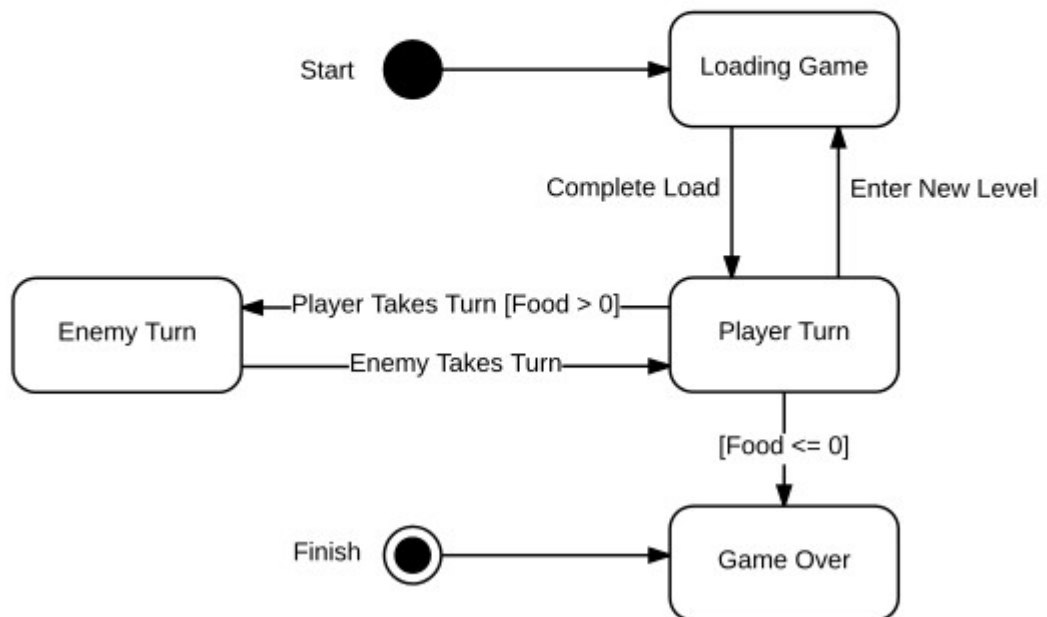 Start
Loading Game
Complete Load
Enter New Level
Player Takes Turn [Food > 0]
Enemy Turn
Player Turn
Enemy Takes Turn
[Food <= 0]
Finish
Game Over